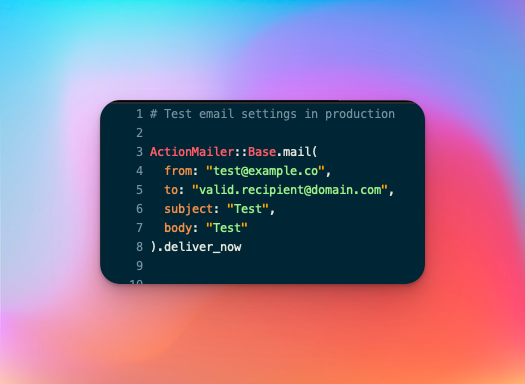 1 # Test email settings in production
2
3 ActionMailer::Base.mail(
4   from: "test@example.co",
5   to: "valid.recipient@domain.com",
6   subject: "Test",
7   body: "Test"
8 ).deliver_now
9
10